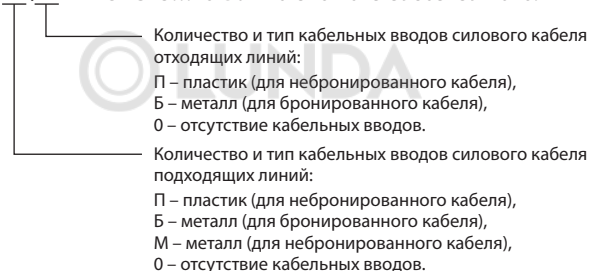 Количество и тип кабельных вводов силового кабеля
отходящих линий:
П – пластик (для небронированного кабеля),
Б – металл (для бронированного кабеля),
0 – отсутствие кабельных вводов.
LUNDA
Количество и тип кабельных вводов силового кабеля
подходящих линий:
П – пластик (для небронированного кабеля),
Б – металл (для бронированного кабеля),
М – металл (для небронированного кабеля),
0 – отсутствие кабельных вводов.